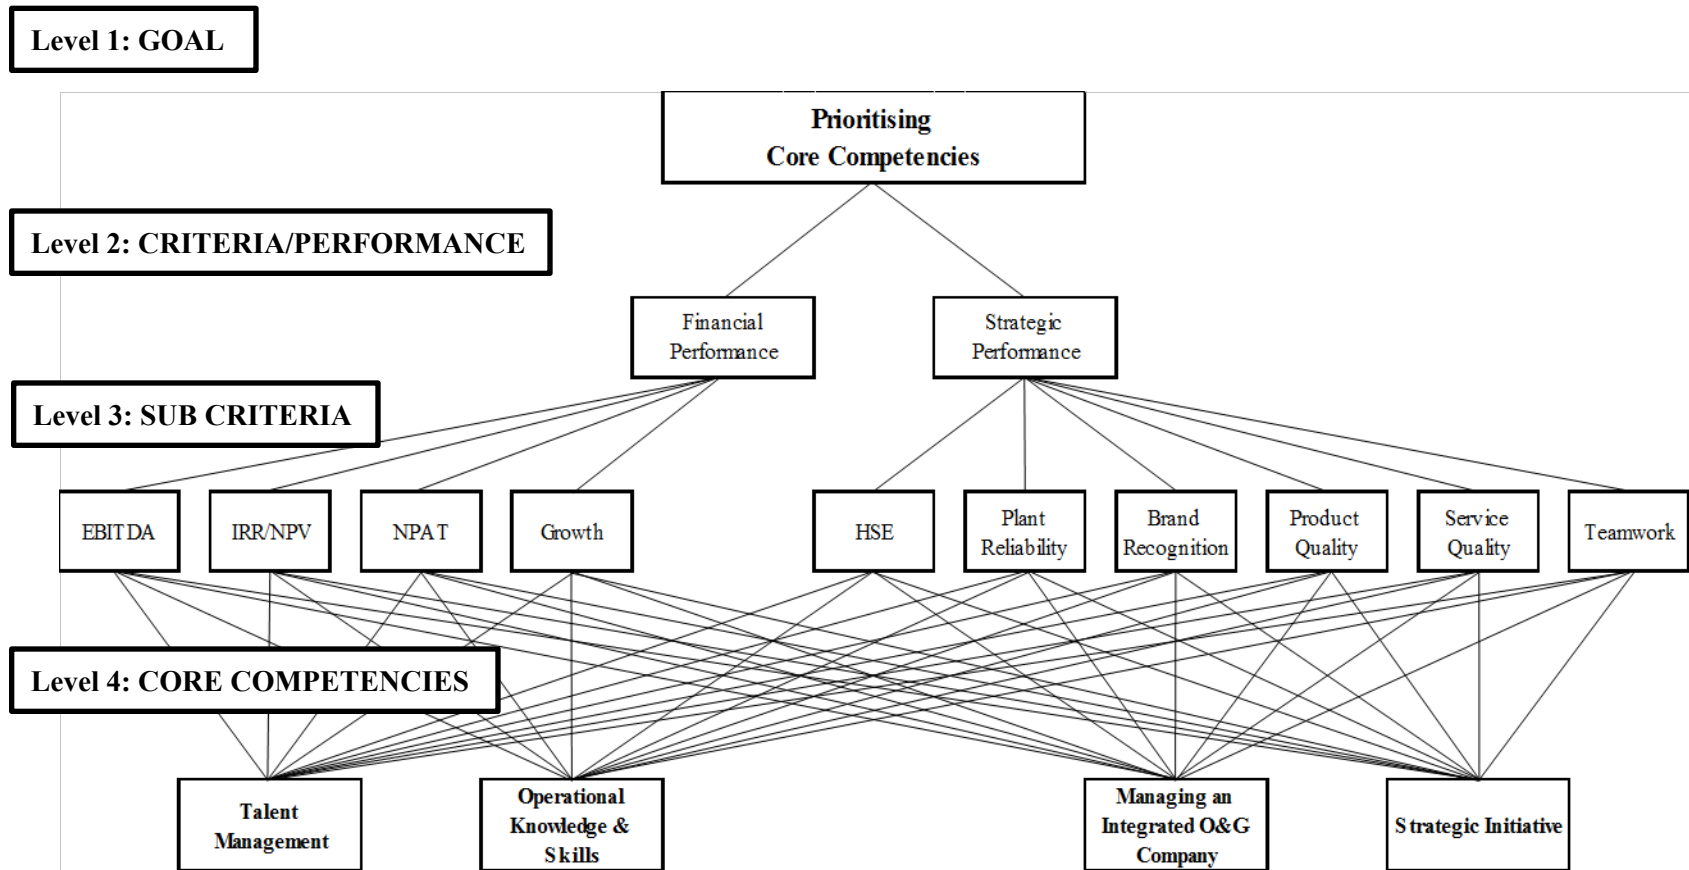 Level 1: GOAL
Prioritising
Core Competencies
Level 2: CRITERIA/PERFORMANCE
Financial
Performance
Strategic
Performance
Level 3: SUB CRITERIA
EBITDA
IRR/NPV
NPAT
Growth
HSE
Plant
Reliability
Brand
Recognition
Product
Quality
Service
Quality
Teamwork
Level 4: CORE COMPETENCIES
Talent
Management
Operational
Knowledge &
Skills
Managing an
Integrated O&G
Company
Strategic Initiative